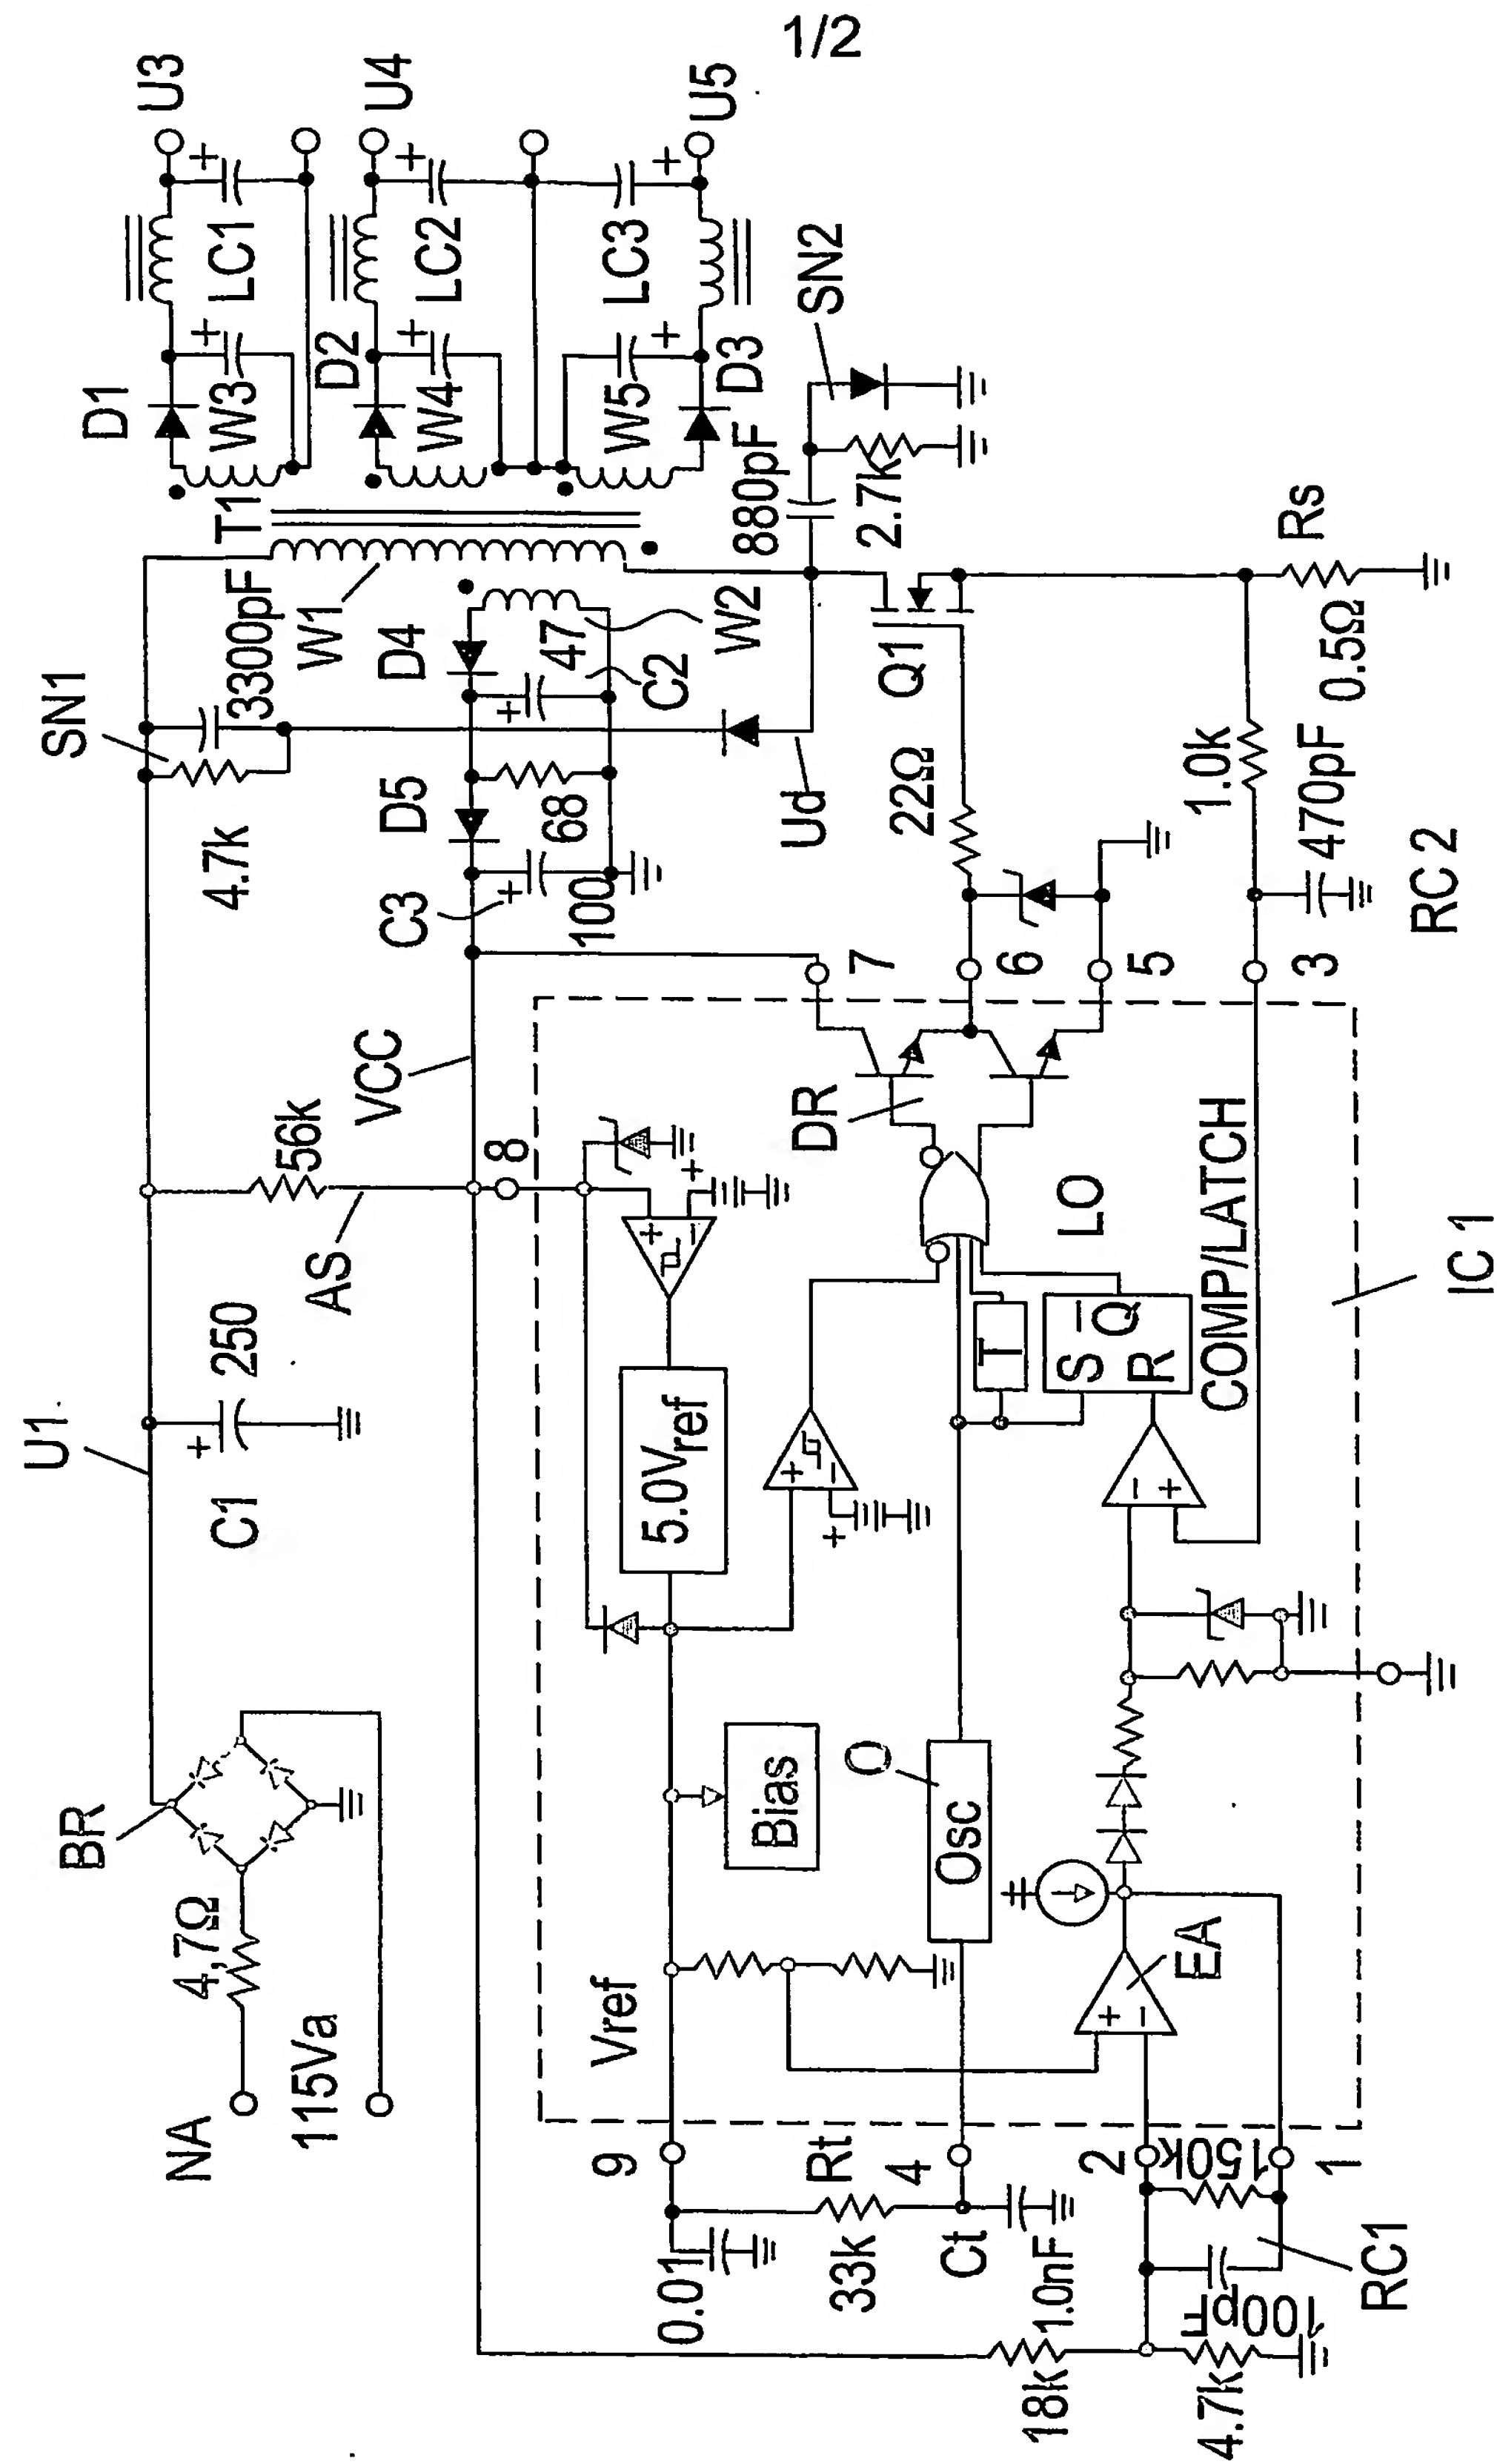 1/2
NA
115Va
4,7Ω
BR
U1
C1
250
AS
56k
VCC
SN1
4.7k
3300pF
W1
T1
D4
47
C2
W2
D5
68
C3
100
Ud
D1
W3
LC1
U3
D2
W4
LC2
U4
W5
LC3
D3
U5
880pF
2.7k
SN2
Q1
22Ω
Rs
0.5Ω
1.0k
470pF
RC 2
7
6
5
3
8
DR
LO
COMP/LATCH
IC 1
5.0Vref
T
S Q
R
Bias
O
Osc
EA
Vref
9
Rt
4
2
150k
1
0.01
33k
Ct
1.0nF
18k
4.7k
100pF
RC1